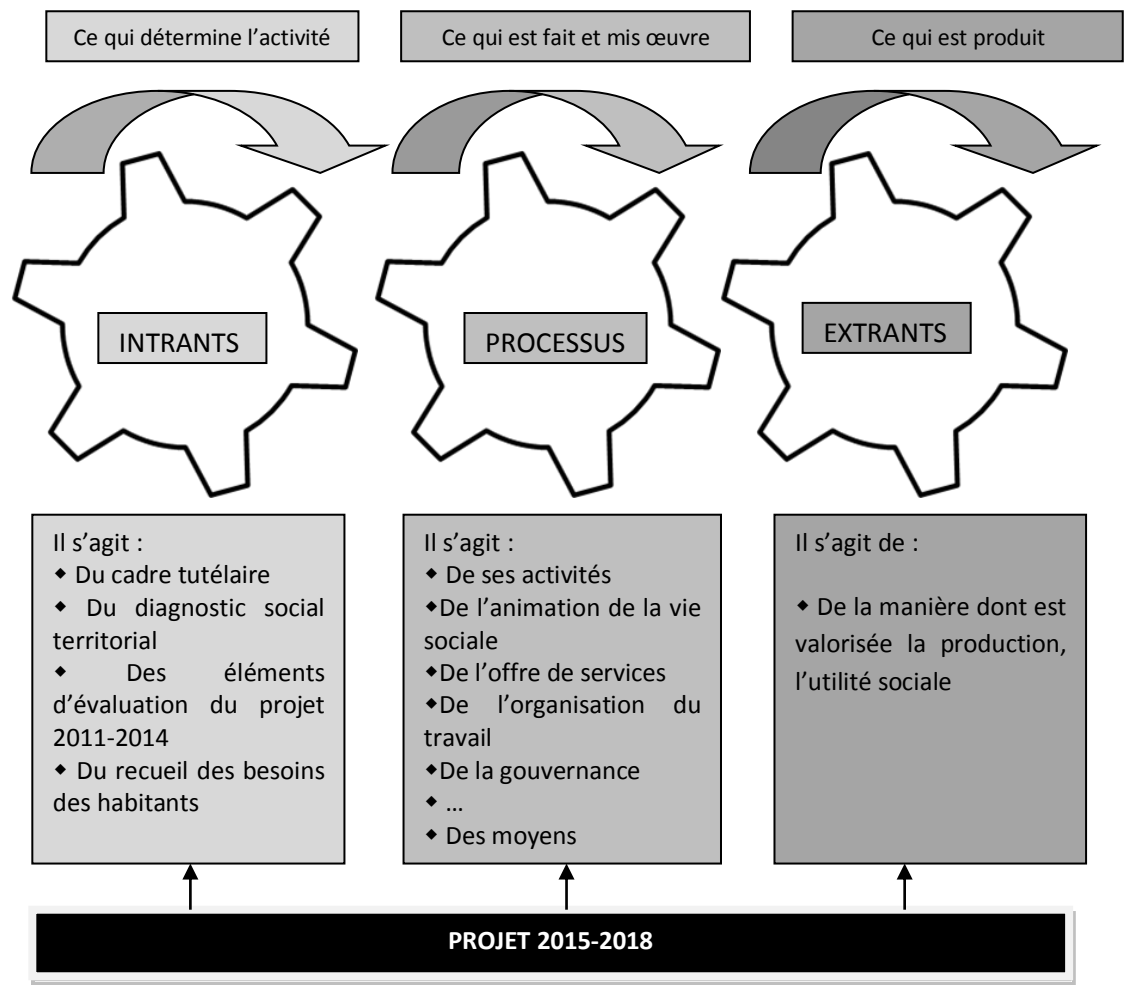 Ce qui détermine l’activité
Ce qui est fait et mis œuvre
Ce qui est produit
INTRANTS
PROCESSUS
EXTRANTS
Il s’agit :
◆ Du cadre tutélaire
◆ Du diagnostic social
territorial
◆ Des éléments
d’évaluation du projet
2011-2014
◆ Du recueil des besoins
des habitants
Il s’agit :
◆ De ses activités
◆De l’animation de la vie
sociale
◆De l’offre de services
◆De l’organisation du
travail
◆De la gouvernance
◆ …
◆ Des moyens
Il s’agit de :
◆ De la manière dont est
valorisée la production,
l’utilité sociale
PROJET 2015-2018